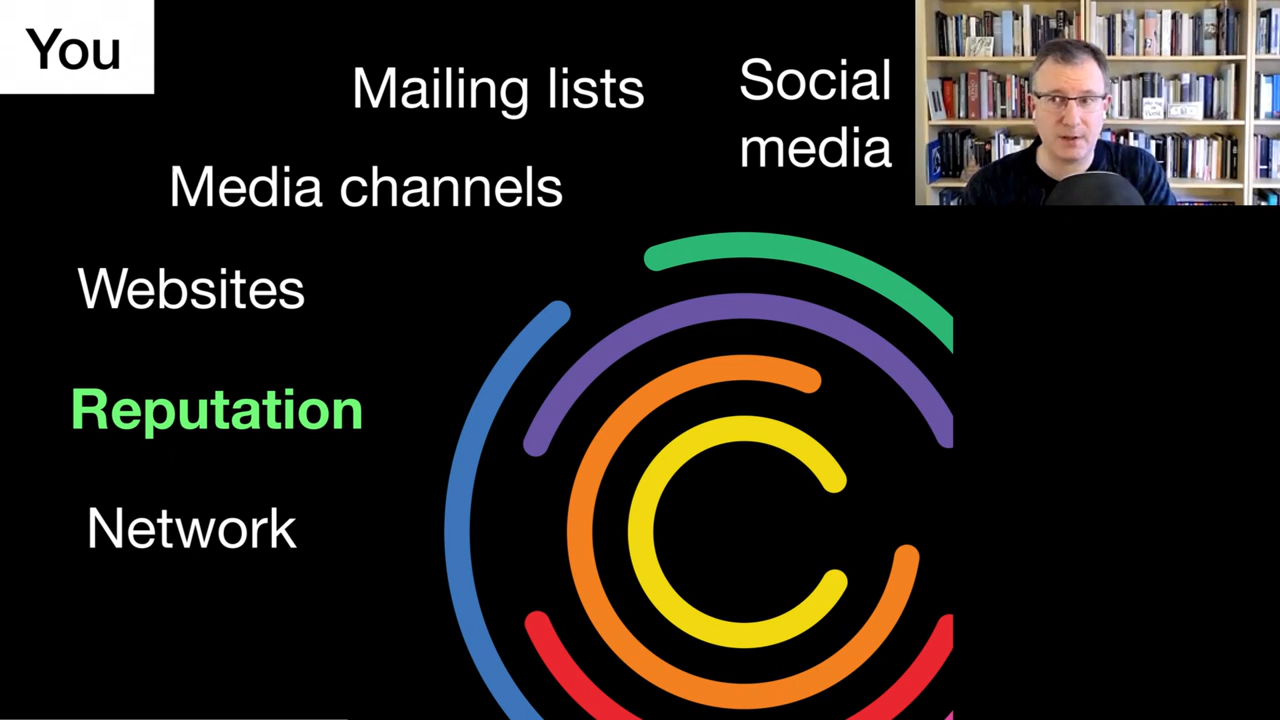 You
Mailing lists
Social
media
Media channels
Websites
Reputation
Network